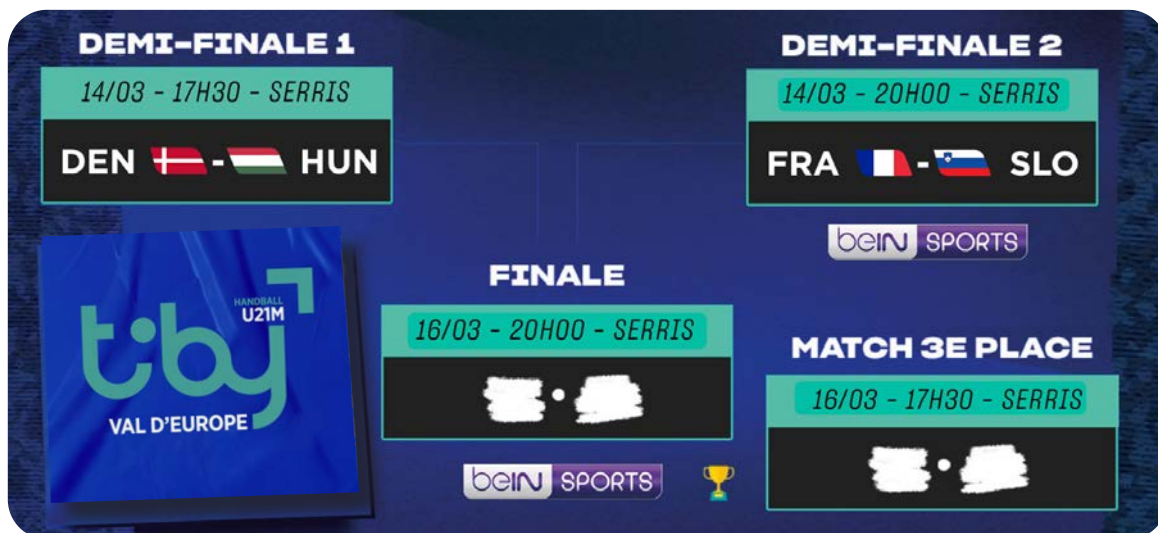 DEMI-FINALE 1
14/03 - 17H30 - SERRIS
DEN - HUN
DEMI-FINALE 2
14/03 - 20H00 - SERRIS
FRA - SLO
beIN SPORTS
HANDBALL
U21M
tiby
VAL D'EUROPE
FINALE
16/03 - 20H00 - SERRIS
beIN SPORTS
MATCH 3E PLACE
16/03 - 17H30 - SERRIS